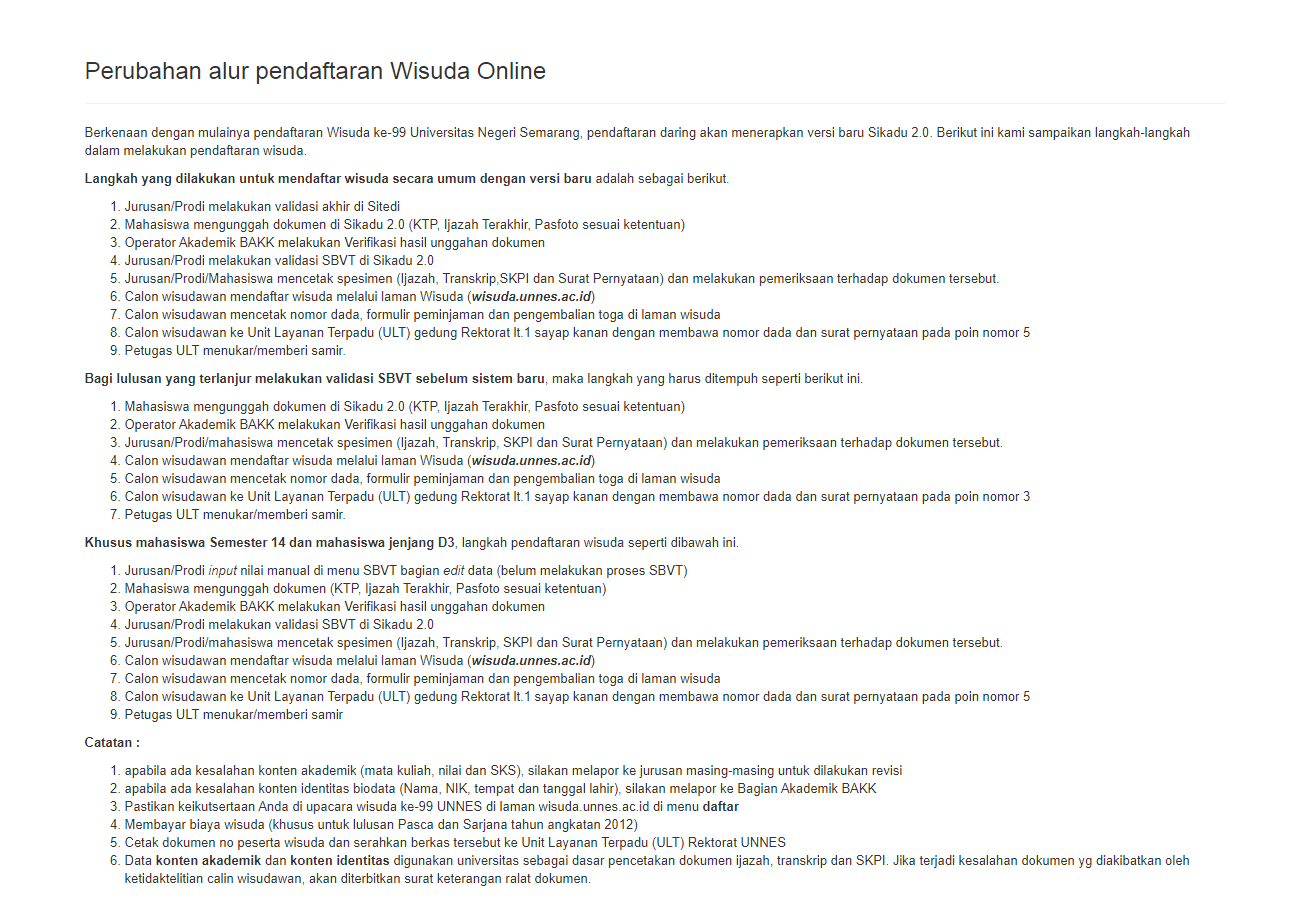 Perubahan alur pendaftaran Wisuda Online
Berkenaan dengan mulainya pendaftaran Wisuda ke-99 Universitas Negeri Semarang, pendaftaran daring akan menerapkan versi baru Sikadu 2.0. Berikut ini kami sampaikan langkah-langkah
dalam melakukan pendaftaran wisuda.
Langkah yang dilakukan untuk mendaftar wisuda secara umum dengan versi baru adalah sebagai berikut.
1. Jurusan/Prodi melakukan validasi akhir di Sitedi
2. Mahasiswa mengunggah dokumen di Sikadu 2.0 (KTP, Ijazah Terakhir, Pasfoto sesuai ketentuan)
3. Operator Akademik BAKK melakukan Verifikasi hasil unggahan dokumen
4. Jurusan/Prodi melakukan validasi SBVT di Sikadu 2.0
5. Jurusan/Prodi/Mahasiswa mencetak spesimen (Ijazah, Transkrip,SKPI dan Surat Pernyataan) dan melakukan pemeriksaan terhadap dokumen tersebut.
6. Calon wisudawan mendaftar wisuda melalui laman Wisuda (wisuda.unnes.ac.id)
7. Calon wisudawan mencetak nomor dada, formulir peminjaman dan pengembalian toga di laman wisuda
8. Calon wisudawan ke Unit Layanan Terpadu (ULT) gedung Rektorat lt.1 sayap kanan dengan membawa nomor dada dan surat pernyataan pada poin nomor 5
9. Petugas ULT menukar/memberi samir.
Bagi lulusan yang terlanjur melakukan validasi SBVT sebelum sistem baru, maka langkah yang harus ditempuh seperti berikut ini.
1. Mahasiswa mengunggah dokumen di Sikadu 2.0 (KTP, Ijazah Terakhir, Pasfoto sesuai ketentuan)
2. Operator Akademik BAKK melakukan Verifikasi hasil unggahan dokumen
3. Jurusan/Prodi/mahasiswa mencetak spesimen (Ijazah, Transkrip, SKPI dan Surat Pernyataan) dan melakukan pemeriksaan terhadap dokumen tersebut.
4. Calon wisudawan mendaftar wisuda melalui laman Wisuda (wisuda.unnes.ac.id)
5. Calon wisudawan mencetak nomor dada, formulir peminjaman dan pengembalian toga di laman wisuda
6. Calon wisudawan ke Unit Layanan Terpadu (ULT) gedung Rektorat lt.1 sayap kanan dengan membawa nomor dada dan surat pernyataan pada poin nomor 3
7. Petugas ULT menukar/memberi samir.
Khusus mahasiswa Semester 14 dan mahasiswa jenjang D3, langkah pendaftaran wisuda seperti dibawah ini.
1. Jurusan/Prodi input nilai manual di menu SBVT bagian edit data (belum melakukan proses SBVT)
2. Mahasiswa mengunggah dokumen (KTP, Ijazah Terakhir, Pasfoto sesuai ketentuan)
3. Operator Akademik BAKK melakukan Verifikasi hasil unggahan dokumen
4. Jurusan/Prodi melakukan validasi SBVT di Sikadu 2.0
5. Jurusan/Prodi/mahasiswa mencetak spesimen (Ijazah, Transkrip, SKPI dan Surat Pernyataan) dan melakukan pemeriksaan terhadap dokumen tersebut.
6. Calon wisudawan mendaftar wisuda melalui laman Wisuda (wisuda.unnes.ac.id)
7. Calon wisudawan mencetak nomor dada, formulir peminjaman dan pengembalian toga di laman wisuda
8. Calon wisudawan ke Unit Layanan Terpadu (ULT) gedung Rektorat lt.1 sayap kanan dengan membawa nomor dada dan surat pernyataan pada poin nomor 5
9. Petugas ULT menukar/memberi samir
Catatan :
1. apabila ada kesalahan konten akademik (mata kuliah, nilai dan SKS), silakan melapor ke jurusan masing-masing untuk dilakukan revisi
2. apabila ada kesalahan konten identitas biodata (Nama, NIK, tempat dan tanggal lahir), silakan melapor ke Bagian Akademik BAKK
3. Pastikan keikutsertaan Anda di upacara wisuda ke-99 UNNES di laman wisuda.unnes.ac.id di menu daftar
4. Membayar biaya wisuda (khusus untuk lulusan Pasca dan Sarjana tahun angkatan 2012)
5. Cetak dokumen no peserta wisuda dan serahkan berkas tersebut ke Unit Layanan Terpadu (ULT) Rektorat UNNES
6. Data konten akademik dan konten identitas digunakan universitas sebagai dasar pencetakan dokumen ijazah, transkrip dan SKPI. Jika terjadi kesalahan dokumen yg diakibatkan oleh
ketidaktelitian calin wisudawan, akan diterbitkan surat keterangan ralat dokumen.